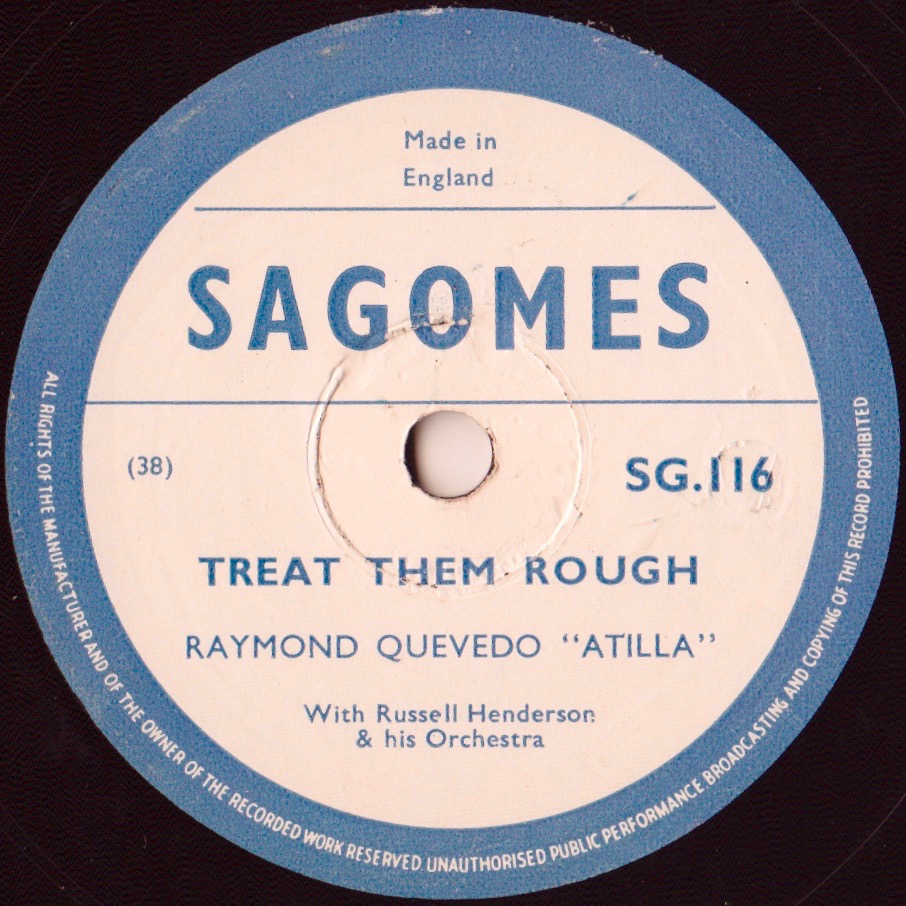 Made in
England
SAGOMES
(38)
SG.116
TREAT THEM ROUGH
RAYMOND QUEVEDO “ATILLA”
With Russell Henderson
& his Orchestra
ALL RIGHTS OF THE MANUFACTURER AND OF THE OWNER OF THE RECORDED WORK RESERVED. UNAUTHORISED PUBLIC PERFORMANCE BROADCASTING AND COPYING OF THIS RECORD PROHIBITED